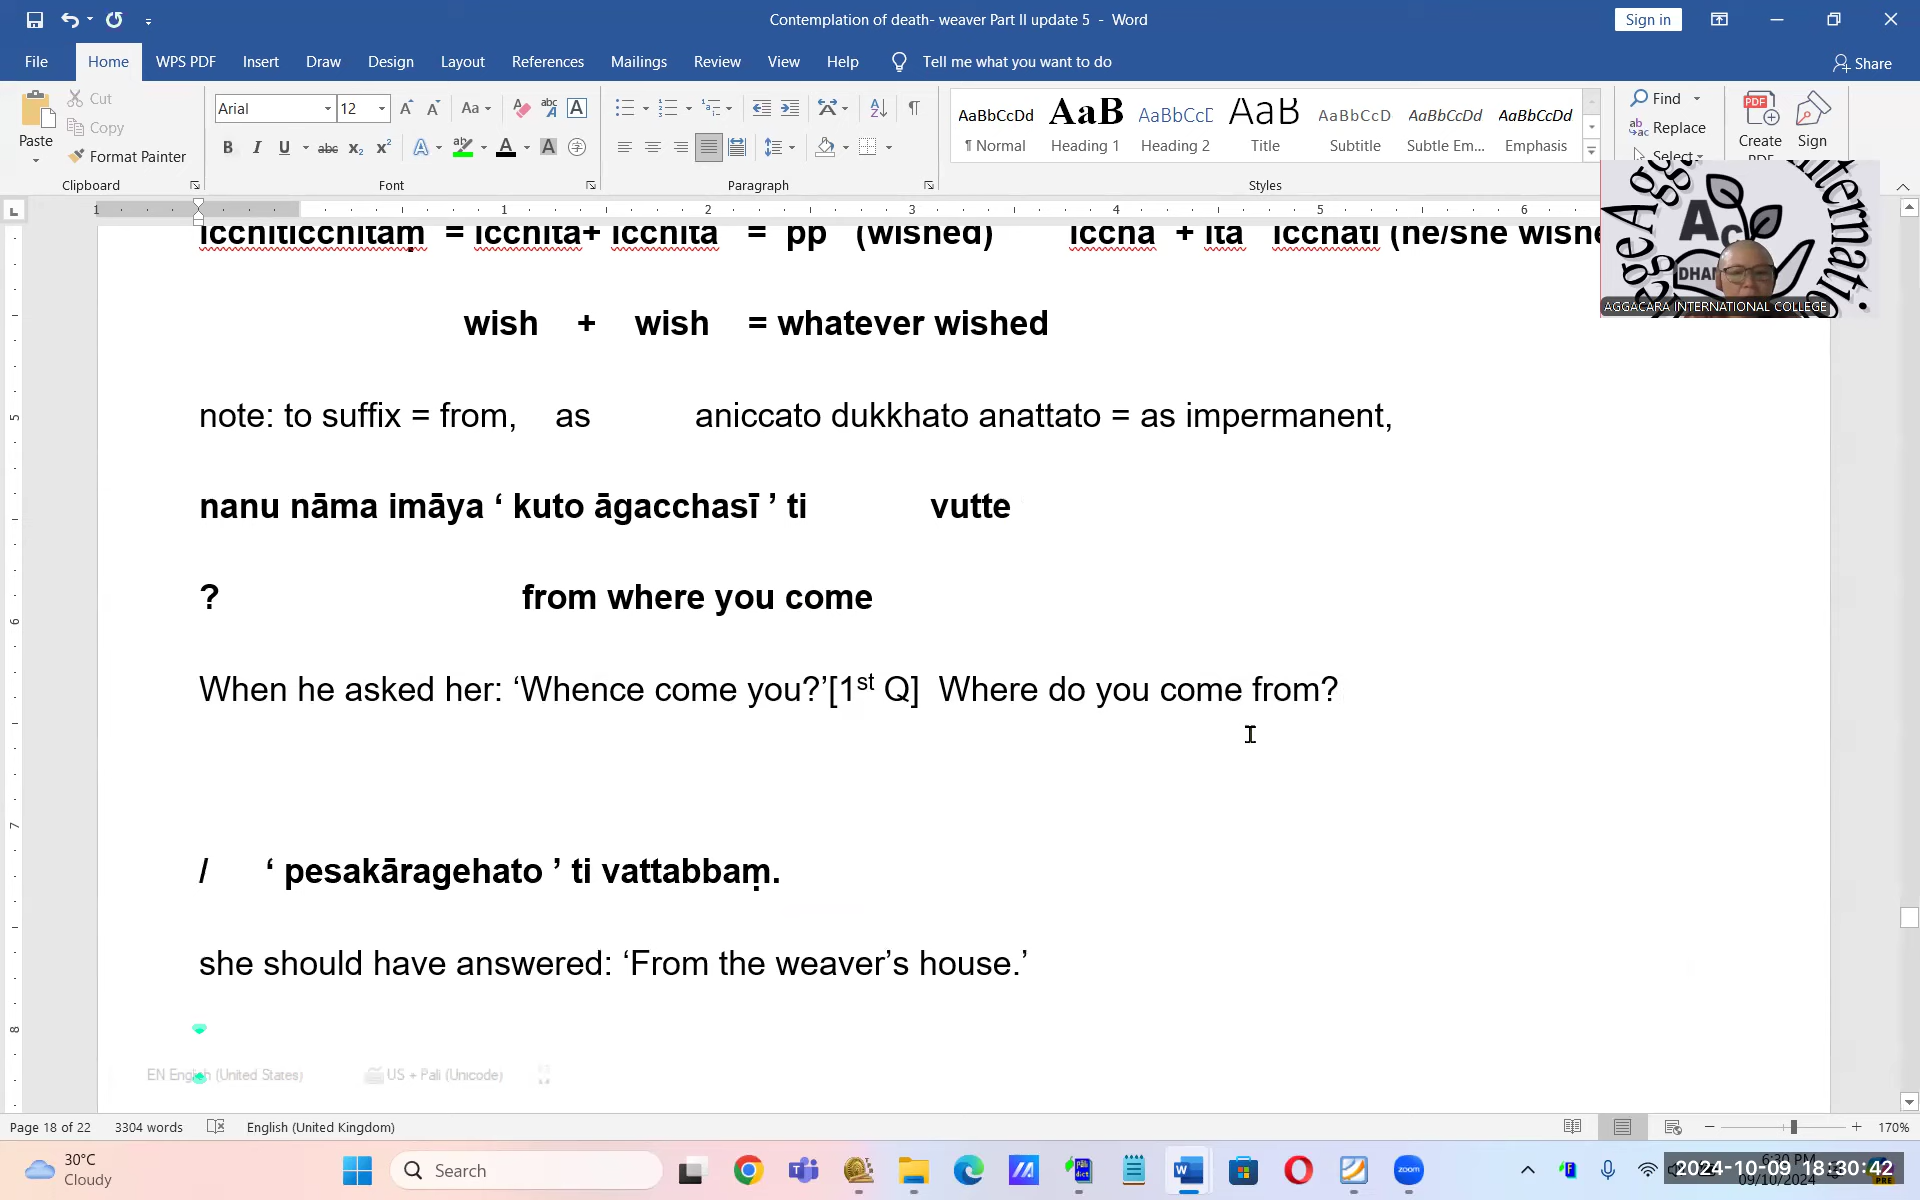 Contemplation of death- weaver Part II update 5 - Word
Sign in
File Home WPS PDF Insert Draw Design Layout References Mailings Review View Help Tell me what you want to do
Share
Paste
Cut
Copy
Format Painter
Clipboard
Arial 12
Font
Paragraph
AaBbCcDd AaB AaBbCcD AaB AaBbCcD AaBbCcDd AaBbCcDd
¶ Normal Heading 1 Heading 2 Title Subtitle Subtle Em... Emphasis
Styles
Find
Replace
Select
Create
Sign
AGGACARA INTERNATIONAL COLLEGE
icchiticchitaṃ = icchita+ icchita = pp (wished) iccha + ita icchati (he/she wishe
wish + wish = whatever wished
note: to suffix = from, as aniccato dukkhato anattato = as impermanent,
nanu nāma imāya ‘ kuto āgacchasī ’ ti vutte
? from where you come
When he asked her: ‘Whence come you?’[1st Q] Where do you come from?
/ ‘ pesakāragehato ’ ti vattabbaṃ.
she should have answered: ‘From the weaver’s house.’
EN English (United States) US + Pali (Unicode)
Page 18 of 22 3304 words English (United Kingdom) 170%
30°C
Cloudy
Search
2024-10-09 18:30:42